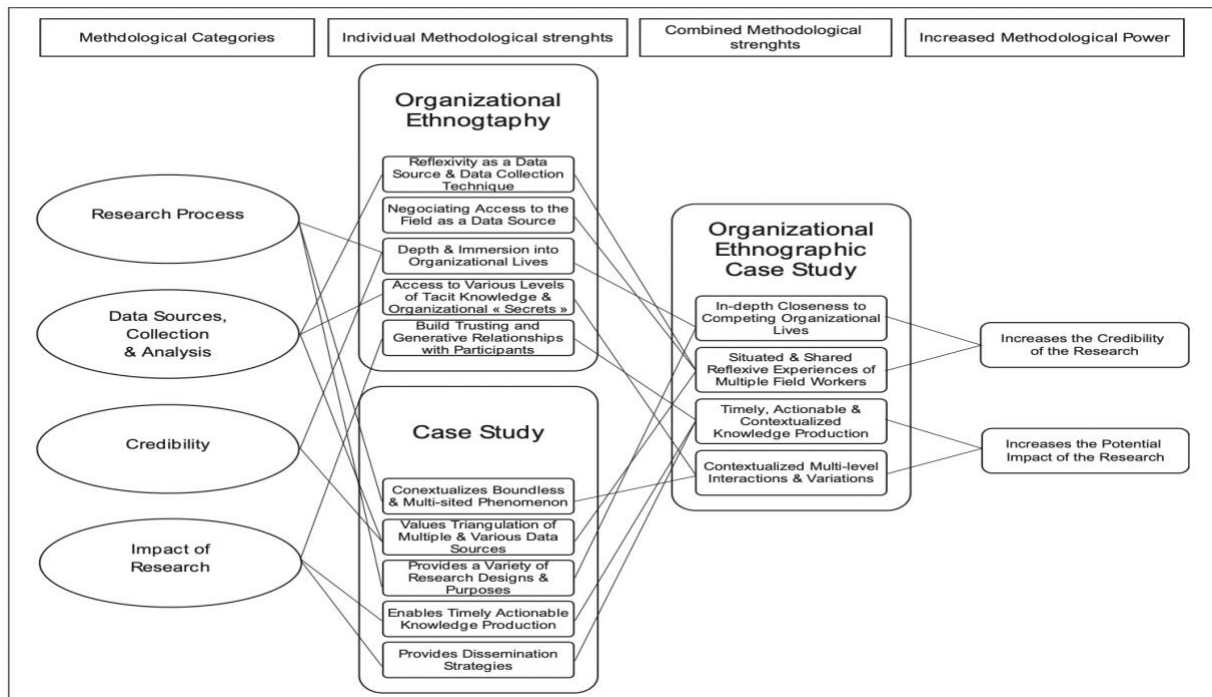 Methdological Categories
Individual Methodological strenghts
Combined Methodological
strenghts
Increased Methodological Power
Research Process
Data Sources,
Collection
& Analysis
Credibility
Impact of
Research
Organizational
Ethnogtaphy
Reflexivity as a Data
Source & Data Collection
Technique
Negociating Access to the
Field as a Data Source
Depth & Immersion into
Organizational Lives
Access to Various Levels
of Tacit Knowledge &
Organizational « Secrets »
Build Trusting and
Generative Relationships
with Participants
Case Study
Conextualizes Boundless
& Multi-sited Phenomenon
Values Triangulation of
Multiple & Various Data
Sources
Provides a Variety of
Research Designs &
Purposes
Enables Timely Actionable
Knowledge Production
Provides Dissemination
Strategies
Organizational
Ethnographic
Case Study
In-depth Closeness to
Competing Organizational
Lives
Situated & Shared
Reflexive Experiences of
Multiple Field Workers
Timely, Actionable &
Contextualized
Knowledge Production
Contextualized Multi-level
Interactions & Variations
Increases the Credibility
of the Research
Increases the Potential
Impact of the Research